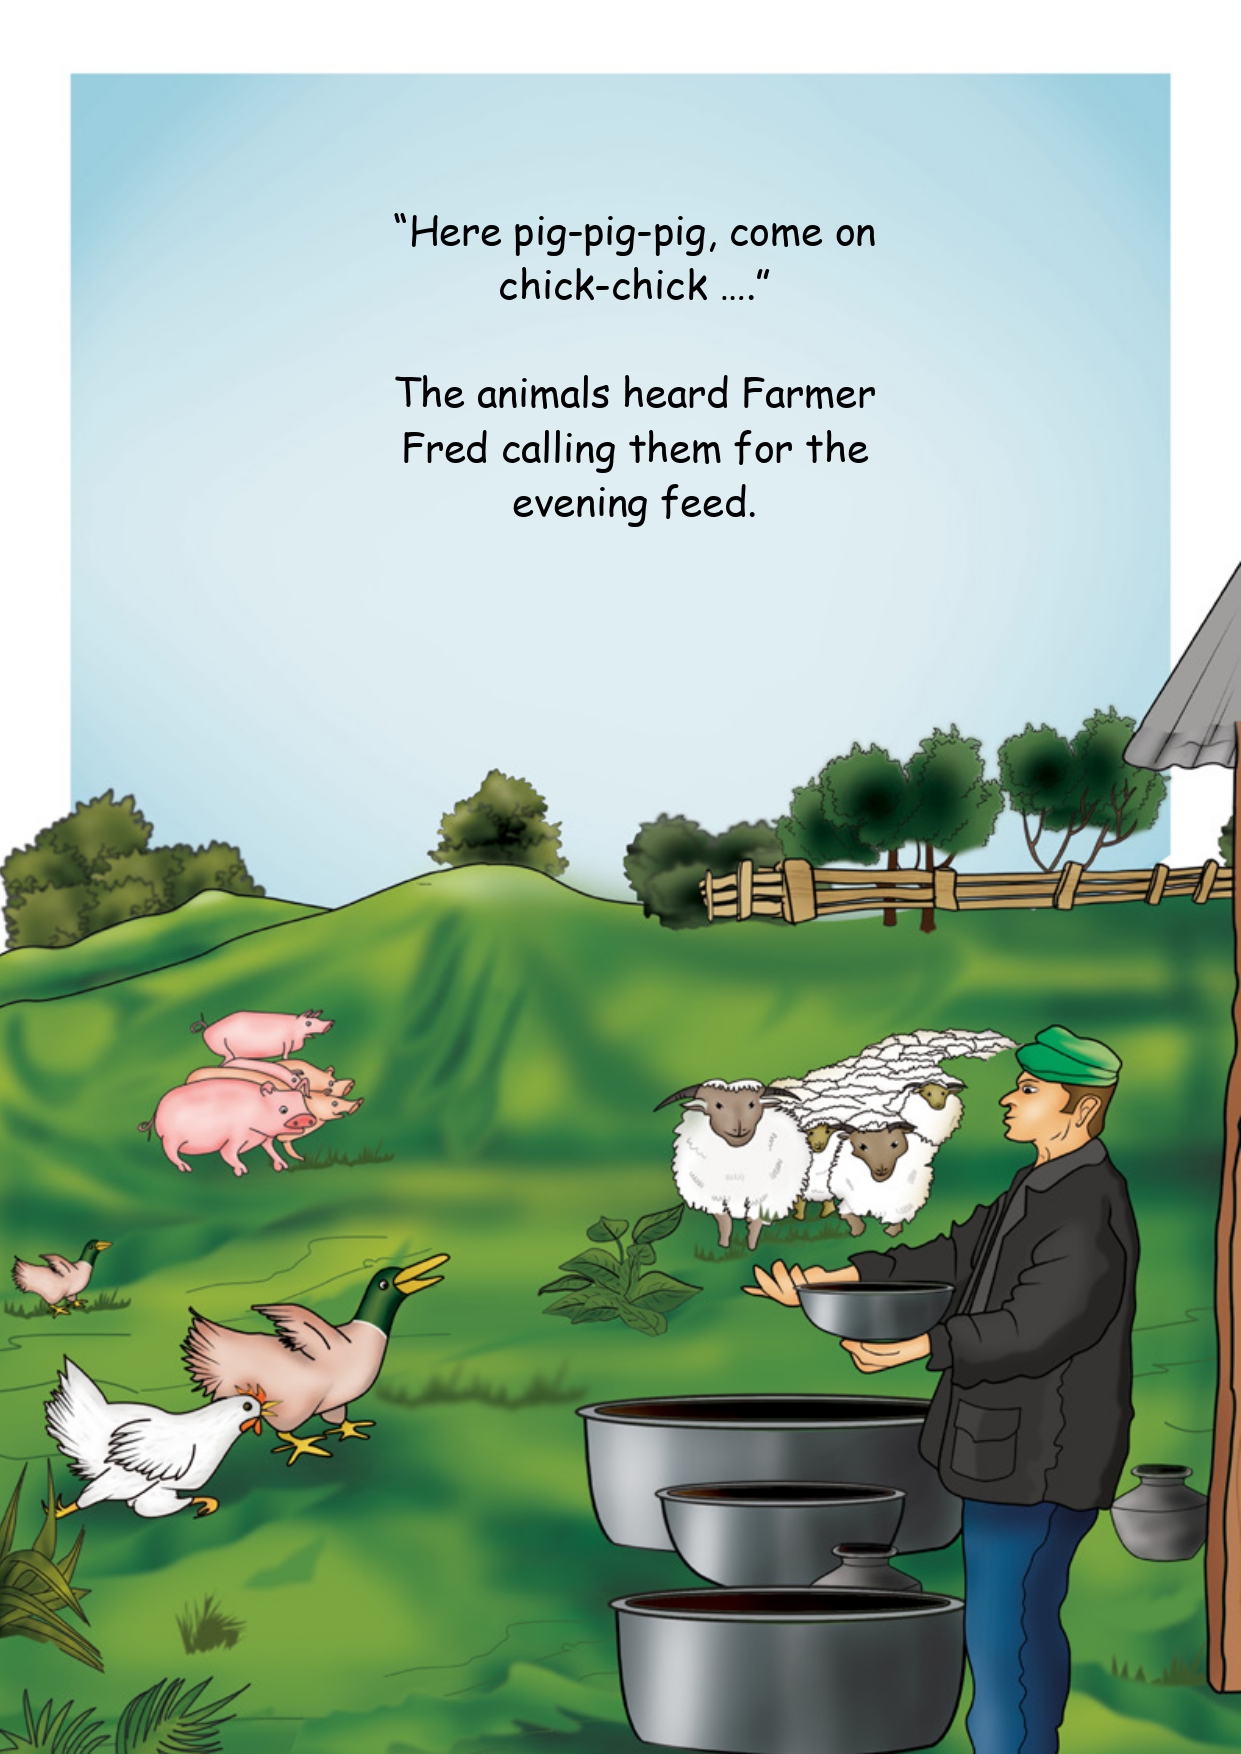 “Here pig-pig-pig, come on
chick-chick ....”
The animals heard Farmer
Fred calling them for the
evening feed.